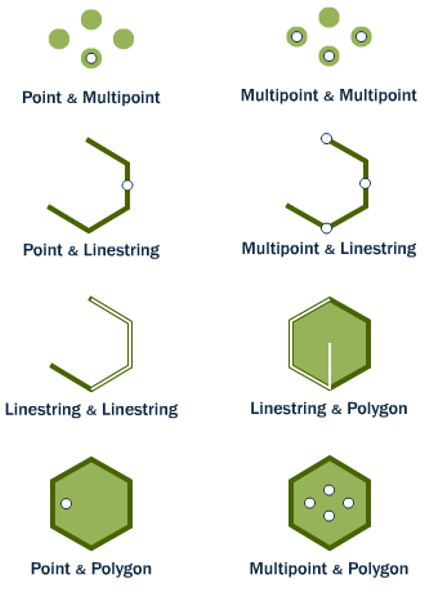 Point & Multipoint
Multipoint & Multipoint
Point & Linestring
Multipoint & Linestring
Linestring & Linestring
Linestring & Polygon
Point & Polygon
Multipoint & Polygon